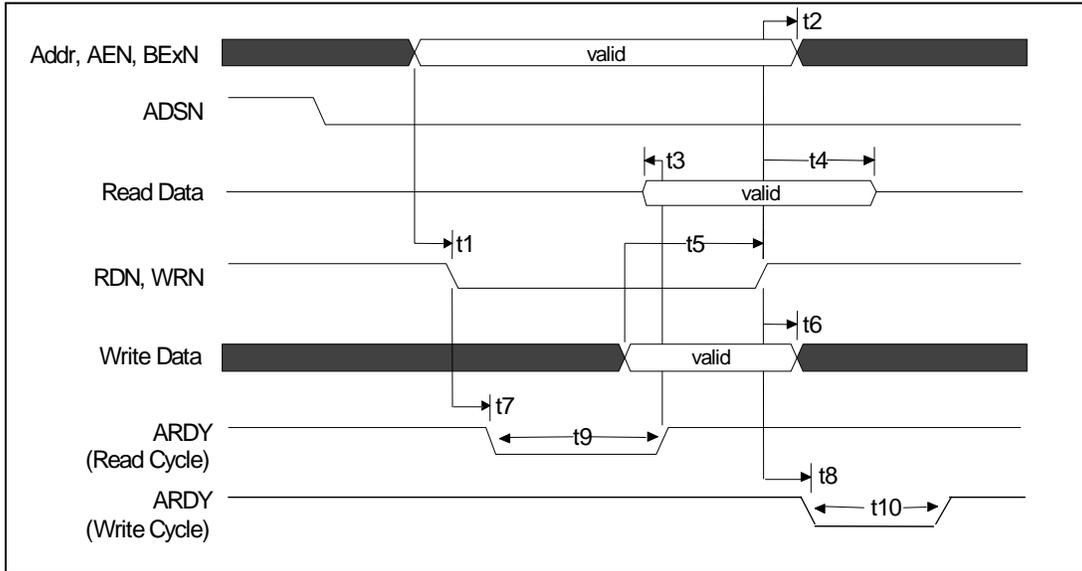 t2
Addr, AEN, BExN
valid
ADSN
t3
t4
Read Data
valid
t1
t5
RDN, WRN
t6
Write Data
valid
t7
ARDY
(Read Cycle)
t9
t8
ARDY
(Write Cycle)
t10